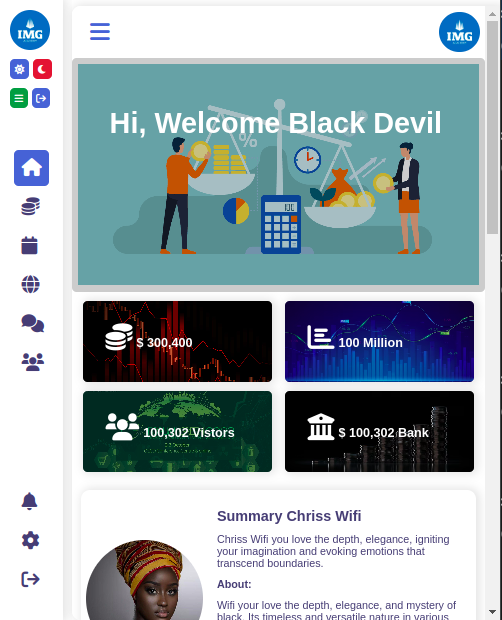 IMG
IMG
Hi, Welcome Black Devil
$ 300,400
100 Million
100,302 Vistors
$ 100,302 Bank
Summary Chriss Wifi
Chriss Wifi you love the depth, elegance, igniting
your imagination and evoking emotions that
transcend boundaries.
About:
Wifi your love the depth, elegance, and mystery of
black. Its timeless and versatile nature in various